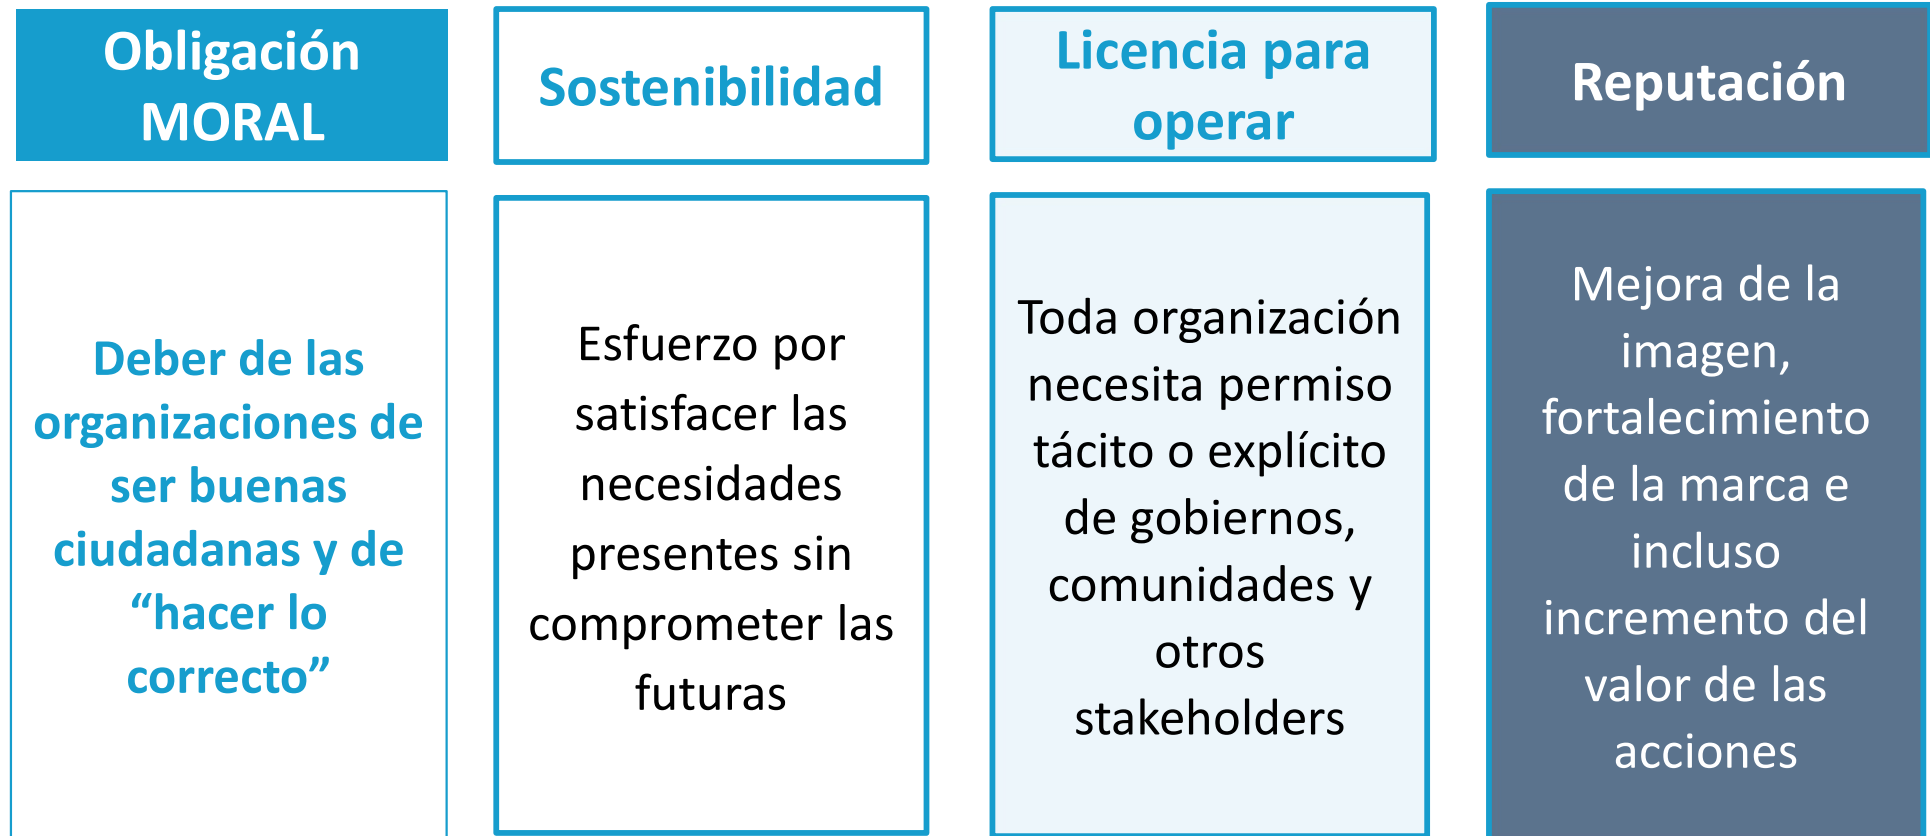 Obligación
MORAL
Sostenibilidad
Licencia para
operar
Reputación
Deber de las
organizaciones de
ser buenas
ciudadanas y de
“hacer lo
correcto”
Esfuerzo por
satisfacer las
necesidades
presentes sin
comprometer las
futuras
Toda organización
necesita permiso
tácito o explícito
de gobiernos,
comunidades y
otros
stakeholders
Mejora de la
imagen,
fortalecimiento
de la marca e
incluso
incremento del
valor de las
acciones